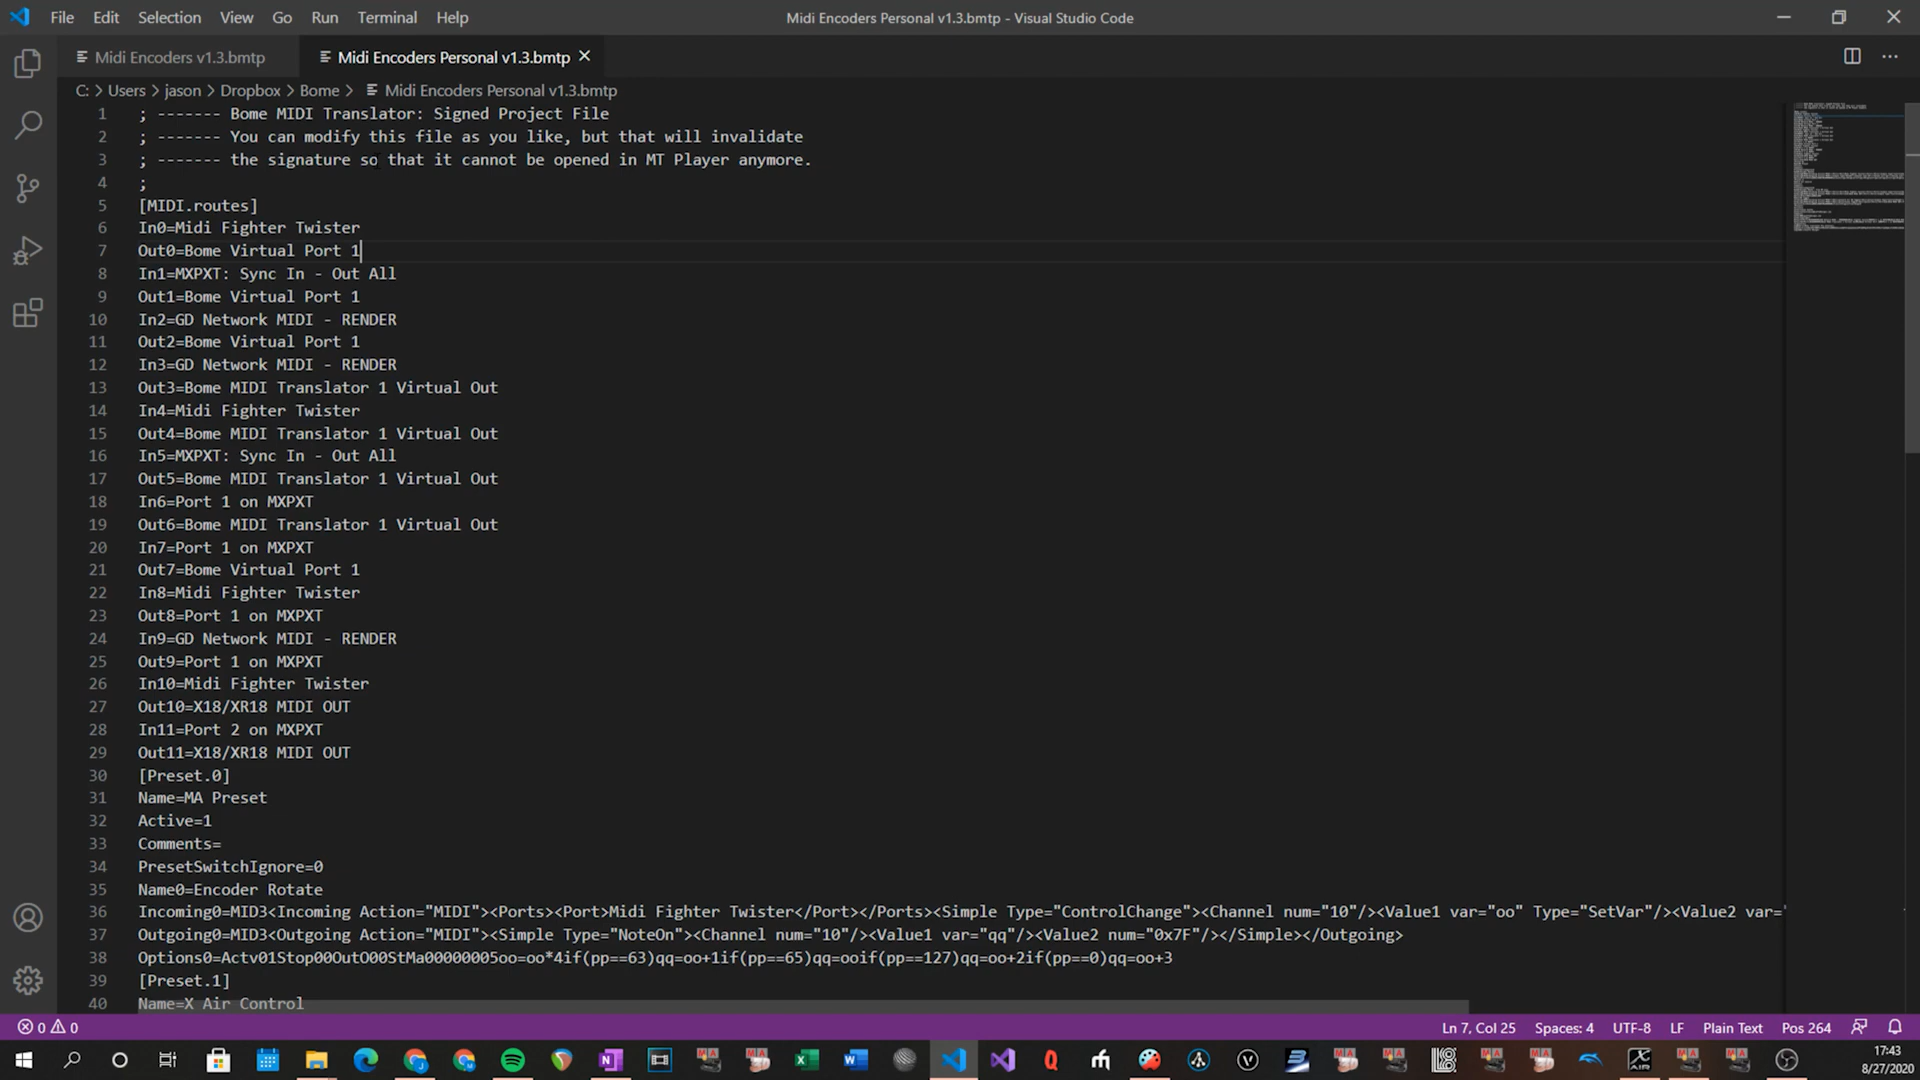 File Edit Selection View Go Run Terminal Help
Midi Encoders Personal v1.3.bmtp - Visual Studio Code
Midi Encoders v1.3.bmtp
Midi Encoders Personal v1.3.bmtp
C: > Users > jason > Dropbox > Bome > Midi Encoders Personal v1.3.bmtp
1 ; ------- Bome MIDI Translator: Signed Project File
2 ; ------- You can modify this file as you like, but that will invalidate
3 ; ------- the signature so that it cannot be opened in MT Player anymore.
4 ;
5 [MIDI.routes]
6 In0=Midi Fighter Twister
7 Out0=Bome Virtual Port 1
8 In1=MXPXT: Sync In - Out All
9 Out1=Bome Virtual Port 1
10 In2=GD Network MIDI - RENDER
11 Out2=Bome Virtual Port 1
12 In3=GD Network MIDI - RENDER
13 Out3=Bome MIDI Translator 1 Virtual Out
14 In4=Midi Fighter Twister
15 Out4=Bome MIDI Translator 1 Virtual Out
16 In5=MXPXT: Sync In - Out All
17 Out5=Bome MIDI Translator 1 Virtual Out
18 In6=Port 1 on MXPXT
19 Out6=Bome MIDI Translator 1 Virtual Out
20 In7=Port 1 on MXPXT
21 Out7=Bome Virtual Port 1
22 In8=Midi Fighter Twister
23 Out8=Port 1 on MXPXT
24 In9=GD Network MIDI - RENDER
25 Out9=Port 1 on MXPXT
26 In10=Midi Fighter Twister
27 Out10=X18/XR18 MIDI OUT
28 In11=Port 2 on MXPXT
29 Out11=X18/XR18 MIDI OUT
30 [Preset.0]
31 Name=MA Preset
32 Active=1
33 Comments=
34 PresetSwitchIgnore=0
35 Name0=Encoder Rotate
36 Incoming0=MID3<Incoming Action="MIDI"><Ports><Port>Midi Fighter Twister</Port></Ports><Simple Type="ControlChange"><Channel num="10"/><Value1 var="oo" Type="SetVar"/><Value2 var="
37 Outgoing0=MID3<Outgoing Action="MIDI"><Simple Type="NoteOn"><Channel num="10"/><Value1 var="qq"/><Value2 num="0x7F"/></Simple></Outgoing>
38 Options0=Actv01Stop00OutO00StMa00000005oo=oo*4if(pp==63)qq=oo+1if(pp==65)qq=ooif(pp==127)qq=oo+2if(pp==0)qq=oo+3
39 [Preset.1]
40 Name=X Air Control
0 0
Ln 7, Col 25 Spaces: 4 UTF-8 LF Plain Text Pos 264
17:43
8/27/2020